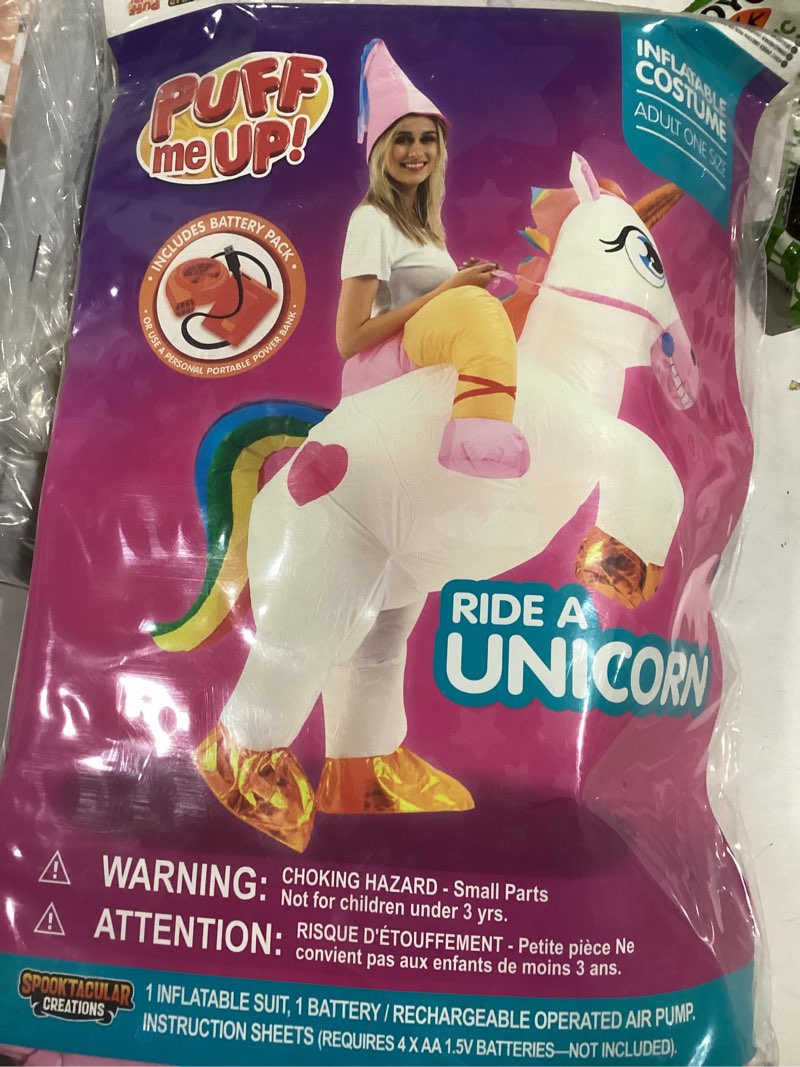 PUFF
me UP!
INFLATABLE
COSTUME
ADULT ONE SIZE
• INCLUDES BATTERY PACK •
OR USE A PERSONAL PORTABLE POWER BANK
RIDE A
UNICORN
WARNING: CHOKING HAZARD - Small Parts
Not for children under 3 yrs.
ATTENTION: RISQUE D'ÉTOUFFEMENT - Petite pièce Ne
convient pas aux enfants de moins 3 ans.
SPOOKTACULAR
CREATIONS
1 INFLATABLE SUIT, 1 BATTERY / RECHARGEABLE OPERATED AIR PUMP.
INSTRUCTION SHEETS (REQUIRES 4 X AA 1.5V BATTERIES—NOT INCLUDED).